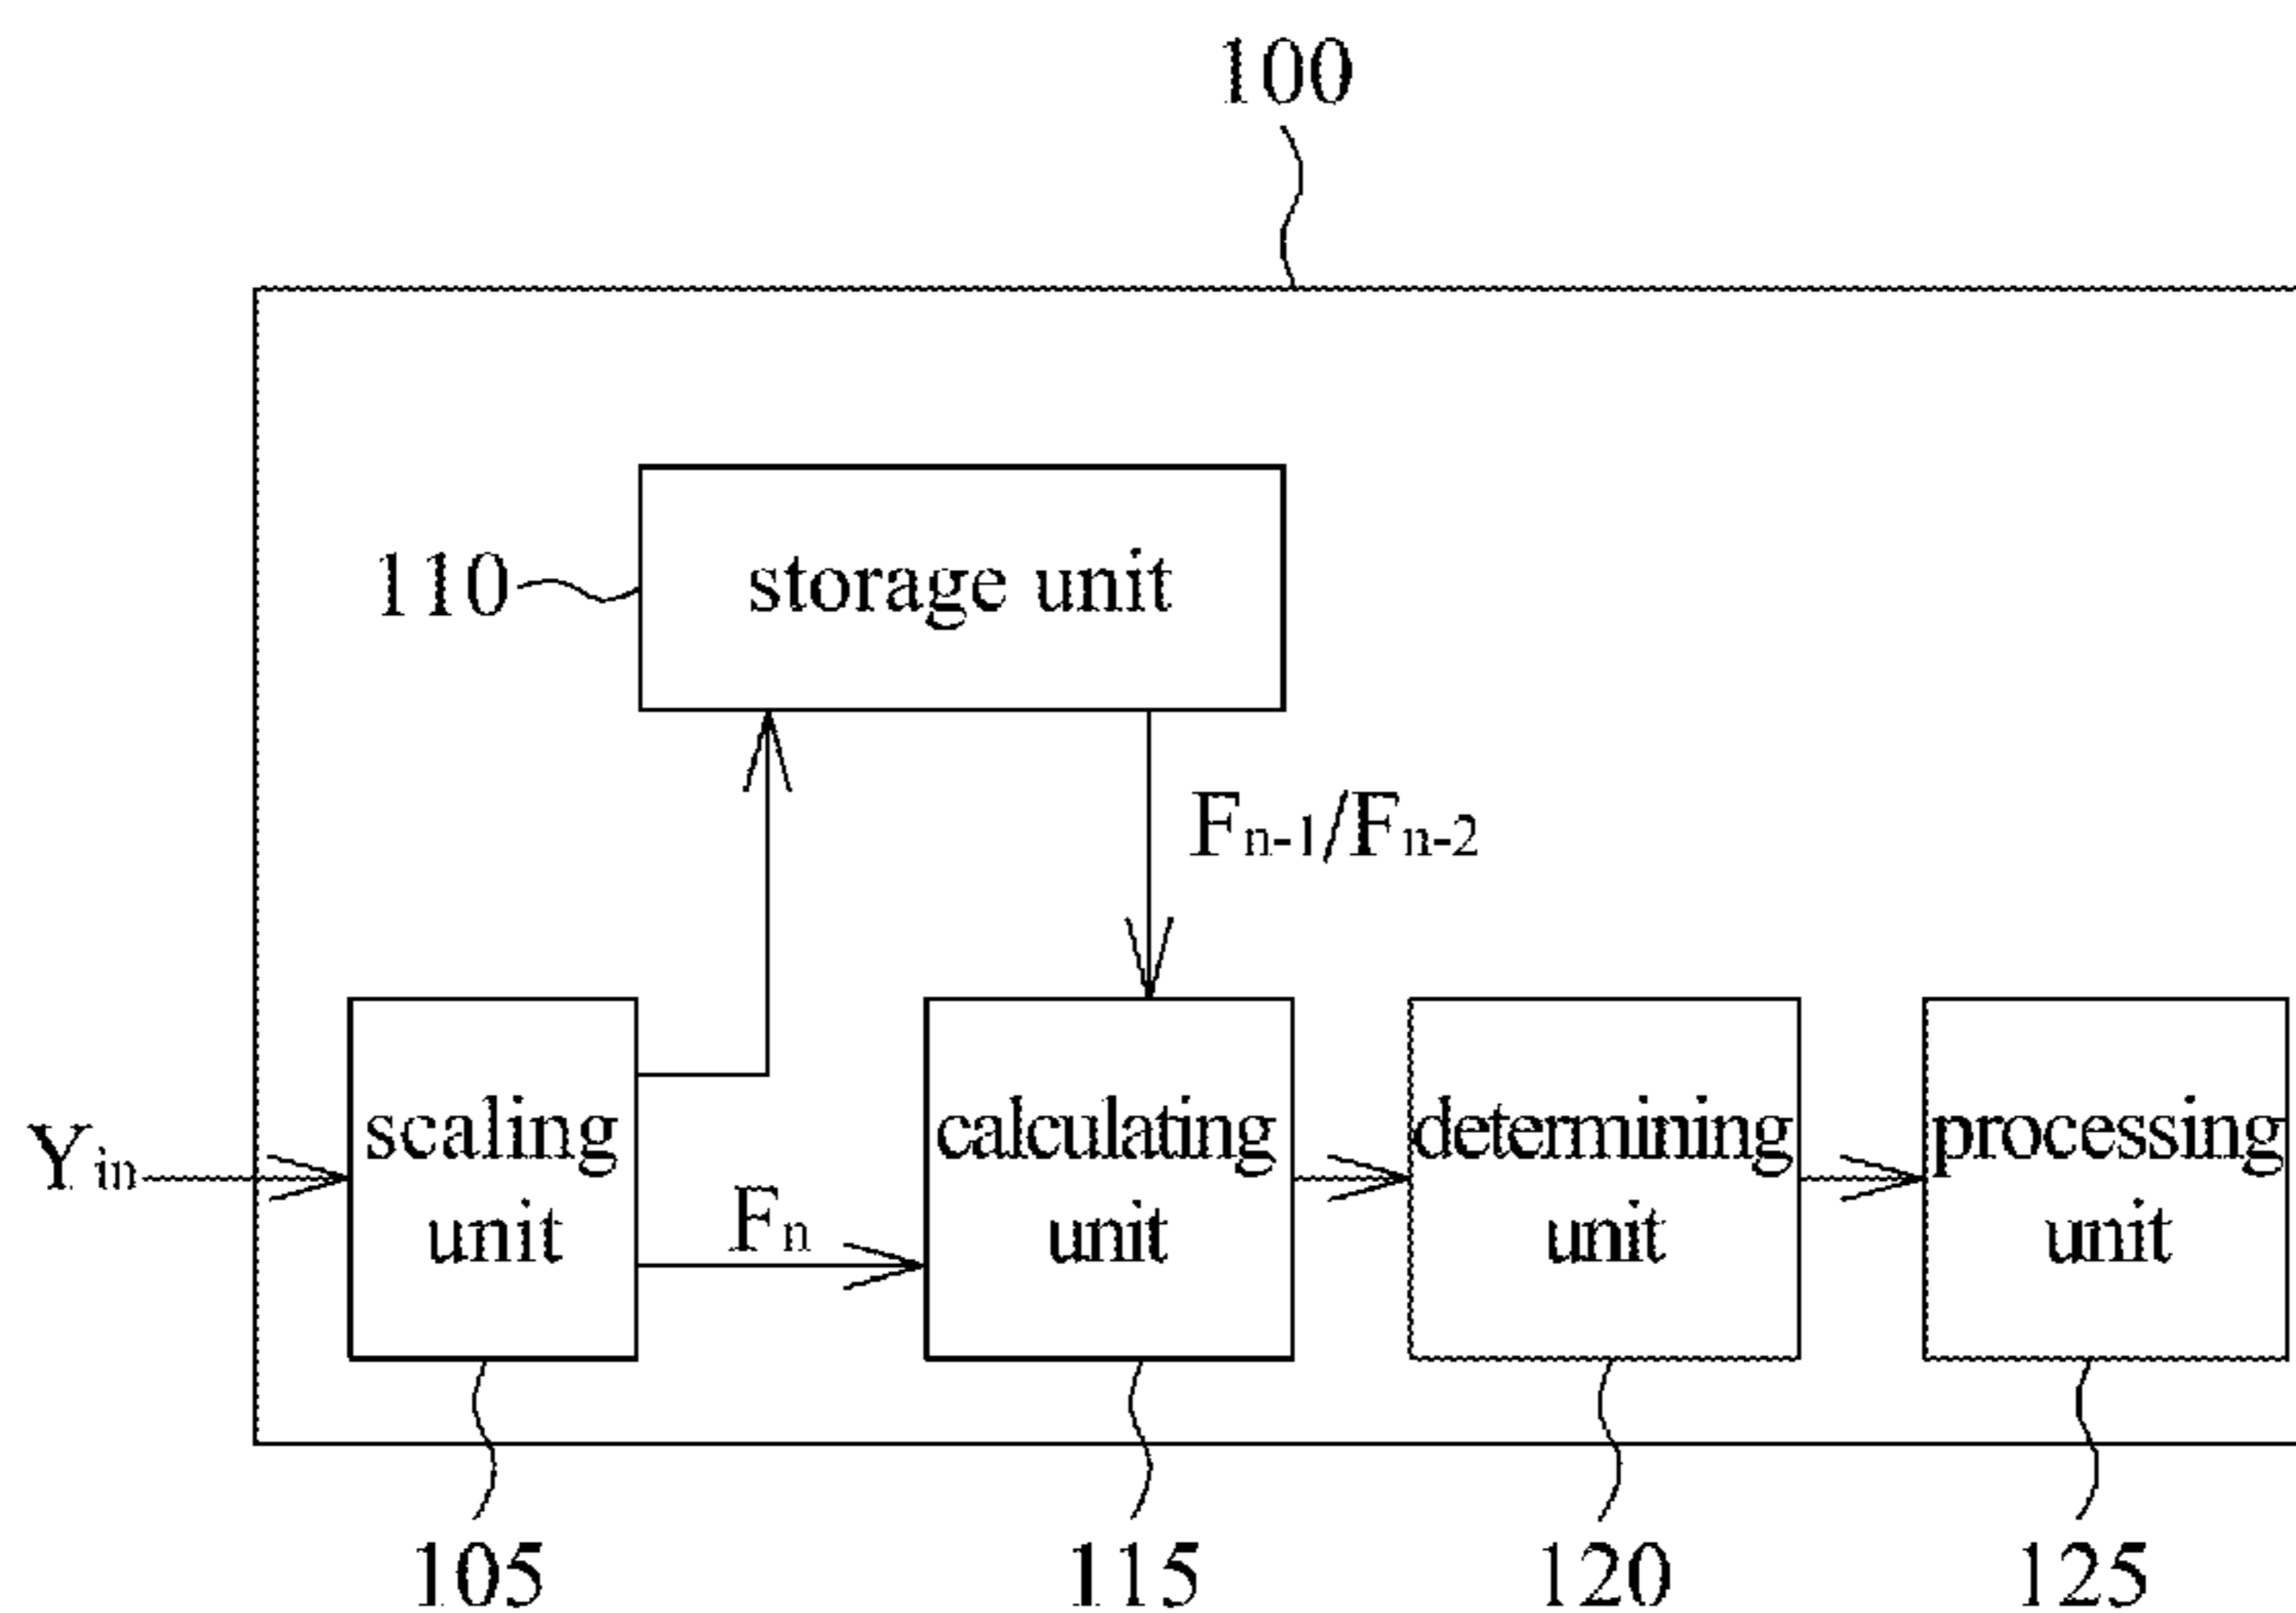 100
110
storage unit
Fn-1/Fn-2
Yin
scaling
unit
Fn
calculating
unit
determining
unit
processing
unit
105
115
120
125